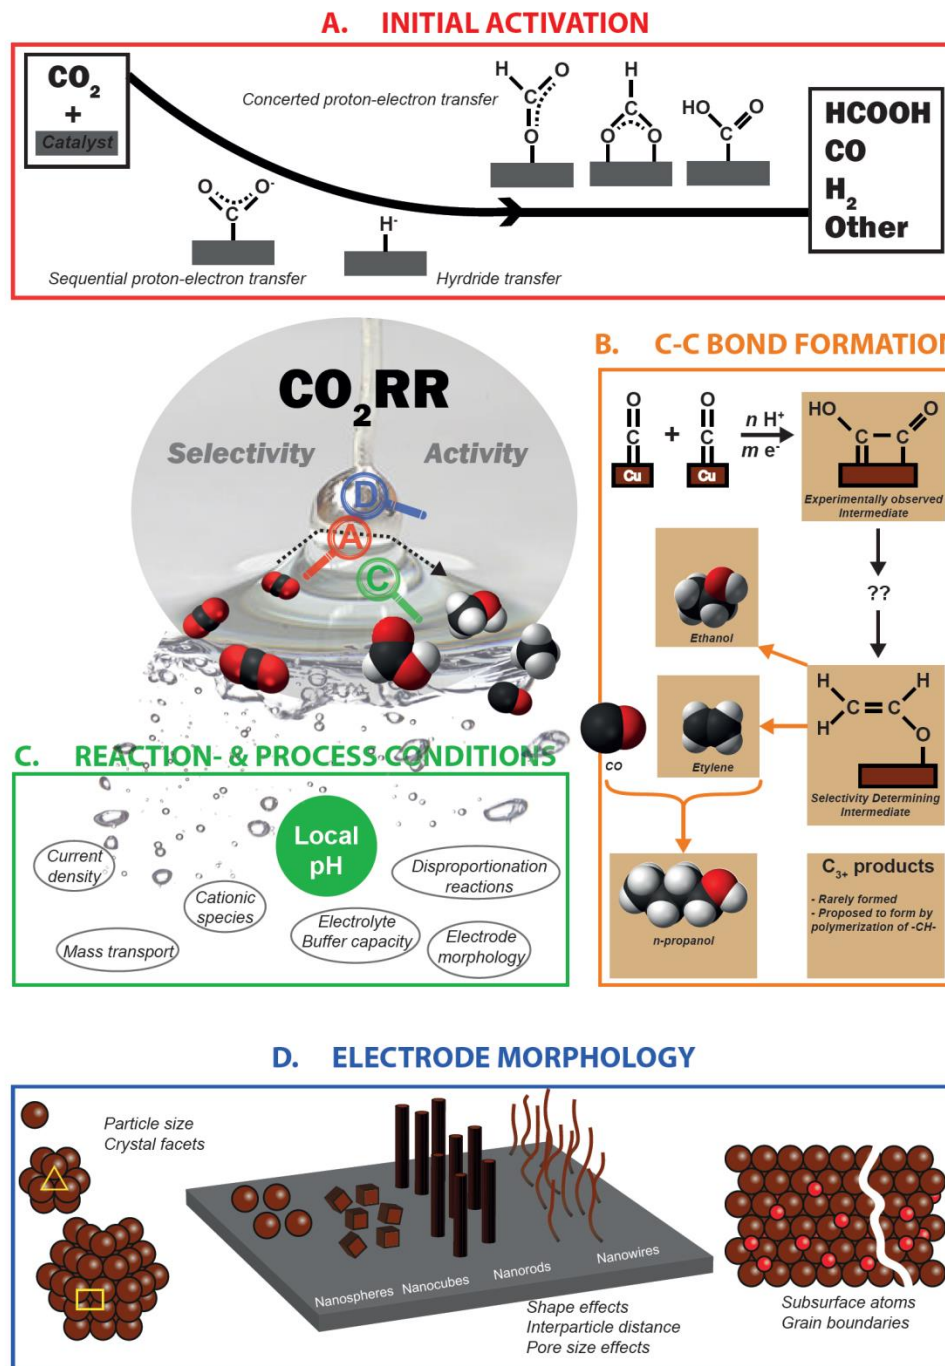 A. INITIAL ACTIVATION
CO2
+
Catalyst
Concerted proton-electron transfer
H O
C
O
H
C
O O
HO O
C
HCOOH
CO
H2
Other
O O-
C
H-
Sequential proton-electron transfer
Hyrdride transfer
CO2RR
Selectivity Activity
D
A
C
B. C-C BOND FORMATION
O
C
Cu
+
O
C
Cu
n H+
m e-
HO O
C C
Experimentally observed
Intermediate
??
Ethanol
H H
C C
H
O
Selectivity Determining
Intermediate
CO
Etylene
n-propanol
C3+ products
- Rarely formed
- Proposed to form by
polymerization of -CH-
C. REACTION- & PROCESS CONDITIONS
Local
pH
Current
density
Cationic
species
Disproportionation
reactions
Mass transport
Electrolyte
Buffer capacity
Electrode
morphology
D. ELECTRODE MORPHOLOGY
Particle size
Crystal facets
Nanospheres
Nanocubes
Nanorods
Nanowires
Shape effects
Interparticle distance
Pore size effects
Subsurface atoms
Grain boundaries